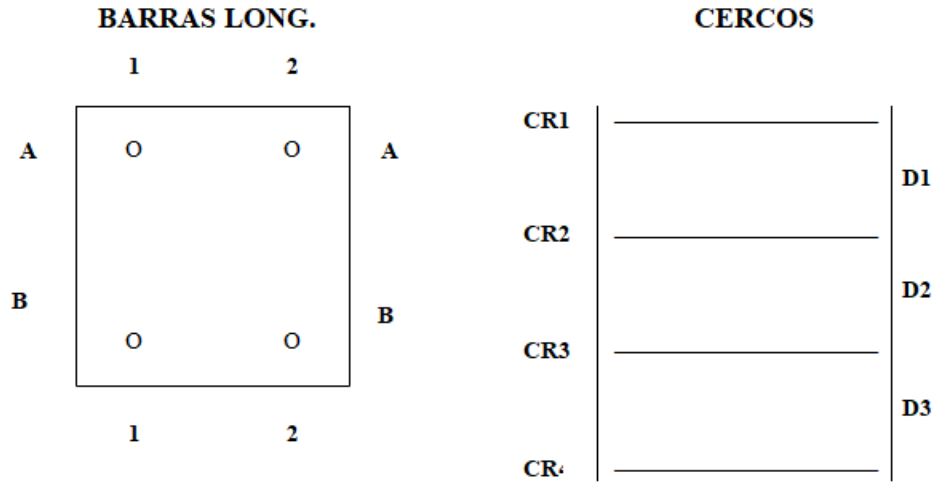 BARRAS LONG.
1 2
A O O A
B B
O O
1 2
CERCOS
CR1
D1
CR2
D2
CR3
D3
CR4